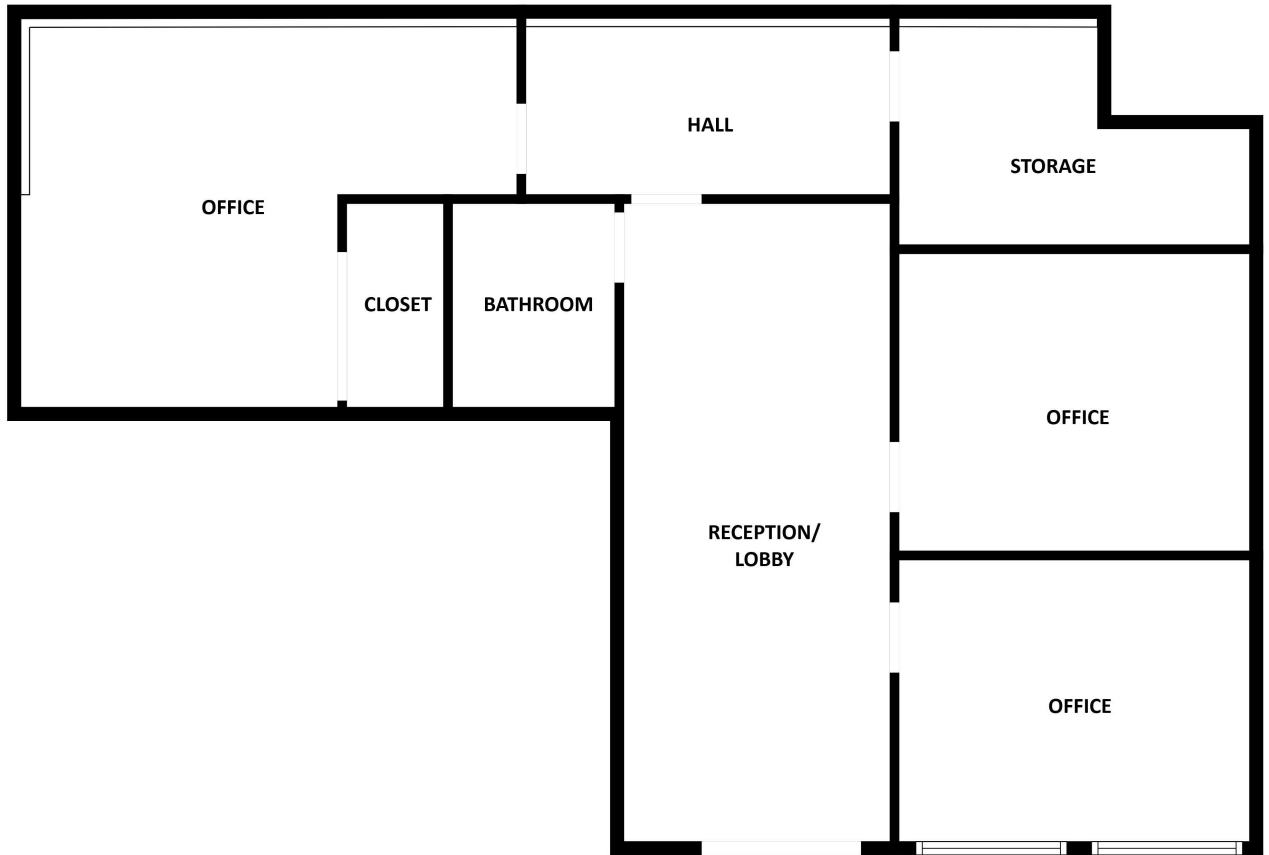 HALL
STORAGE
OFFICE
CLOSET
BATHROOM
OFFICE
RECEPTION/
LOBBY
OFFICE